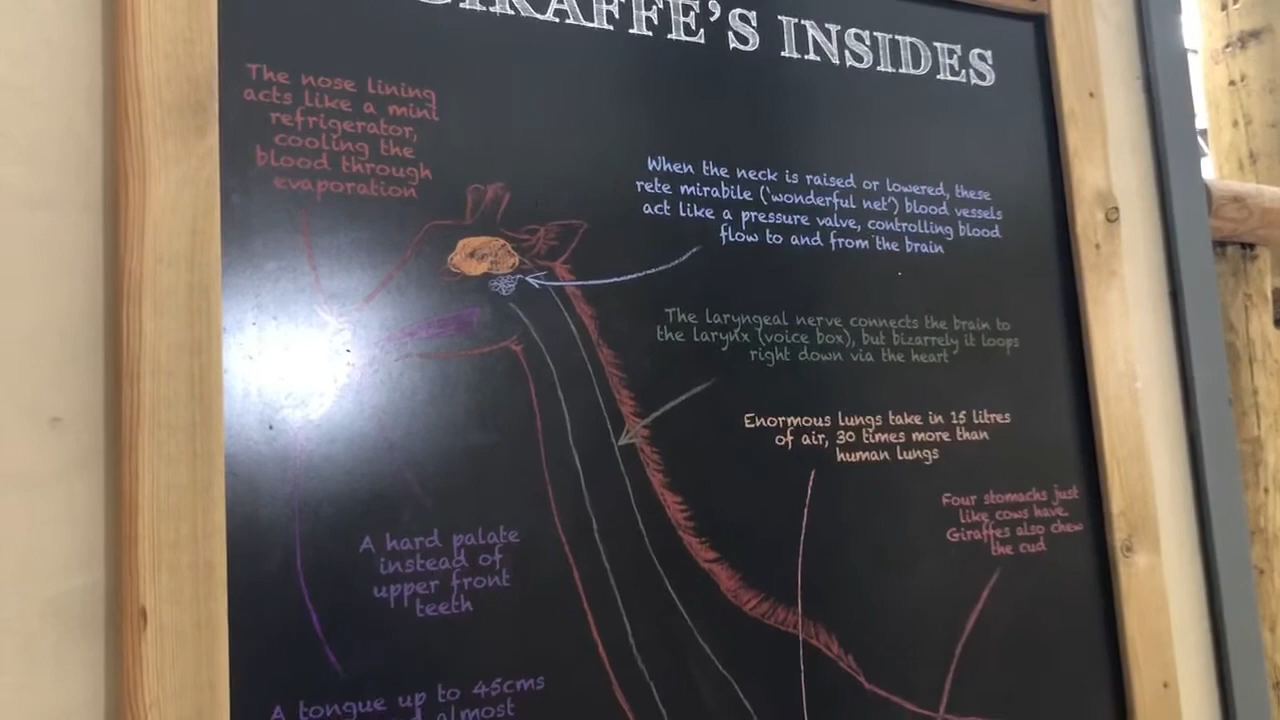 GIRAFFE'S INSIDES
The nose lining
acts like a mini
refrigerator,
cooling the
blood through
evaporation
When the neck is raised or lowered, these
rete mirabile ('wonderful net') blood vessels
act like a pressure valve, controlling blood
flow to and from the brain
The laryngeal nerve connects the brain to
the larynx (voice box), but bizarrely it loops
right down via the heart
Enormous lungs take in 15 litres
of air, 30 times more than
human lungs
Four stomachs just
like cows have.
Giraffes also chew
the cud
A hard palate
instead of
upper front
teeth
A tongue up to 45cms
almost